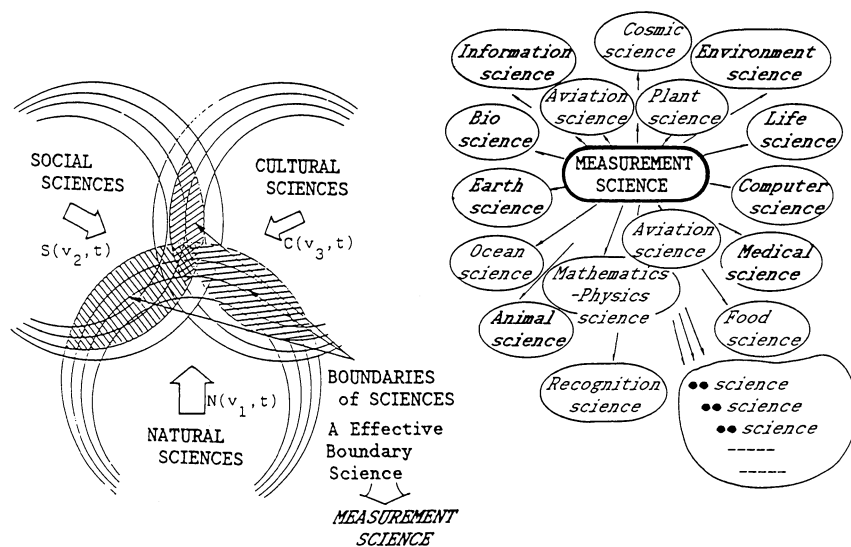 SOCIAL
SCIENCES
S(v2,t)
CULTURAL
SCIENCES
C(v3,t)
N(v1,t)
NATURAL
SCIENCES
BOUNDARIES
of SCIENCES
A Effective
Boundary
Science
MEASUREMENT
SCIENCE
Cosmic
science
Information
science
Environment
science
Aviation
science
Plant
science
Bio
science
Life
science
MEASUREMENT
SCIENCE
Earth
science
Computer
science
Aviation
science
Ocean
science
Medical
science
Mathematics
-Physics
science
Animal
science
Food
science
Recognition
science
●● science
●● science
●● science
-----
-----